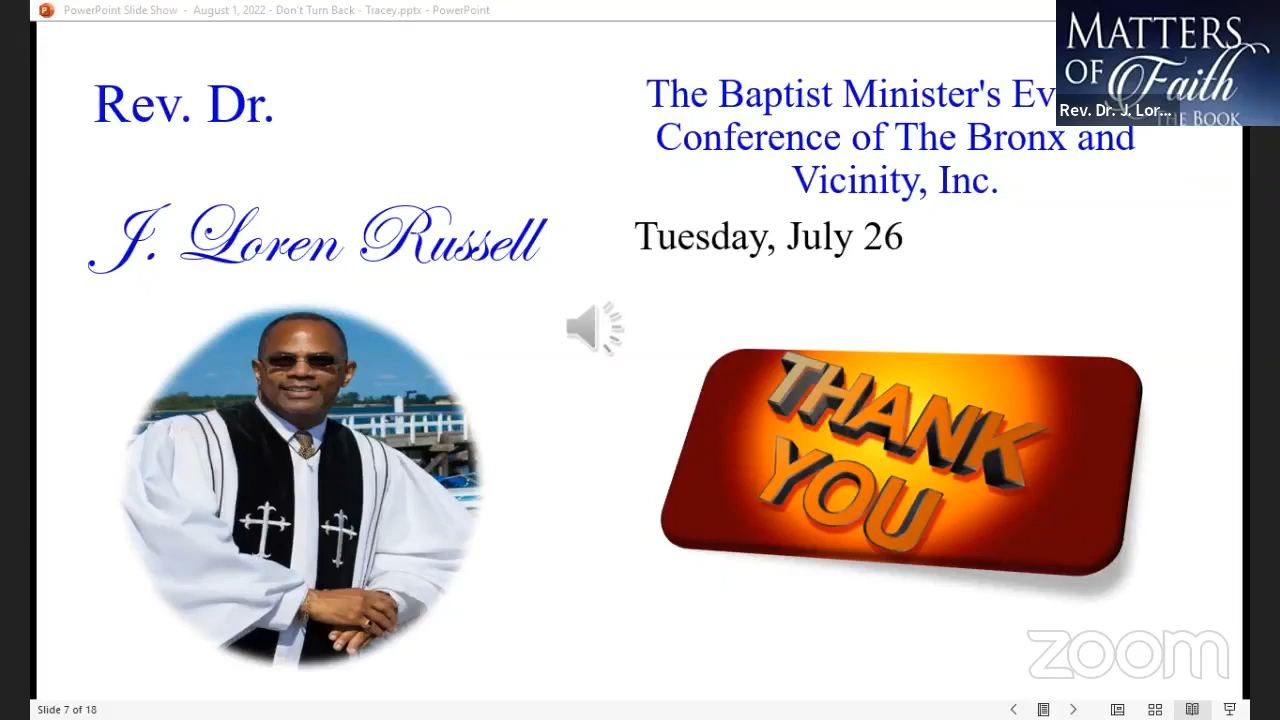 PowerPoint Slide Show - August 1, 2022 - Don't Turn Back - Tracey.pptx - PowerPoint
MATTERS
OF Faith
THE BOOK
Rev. Dr. J. Lor...
Rev. Dr.
J. Loren Russell
The Baptist Minister's Ev
Conference of The Bronx and
Vicinity, Inc.
Tuesday, July 26
THANK
YOU
zoom
Slide 7 of 18